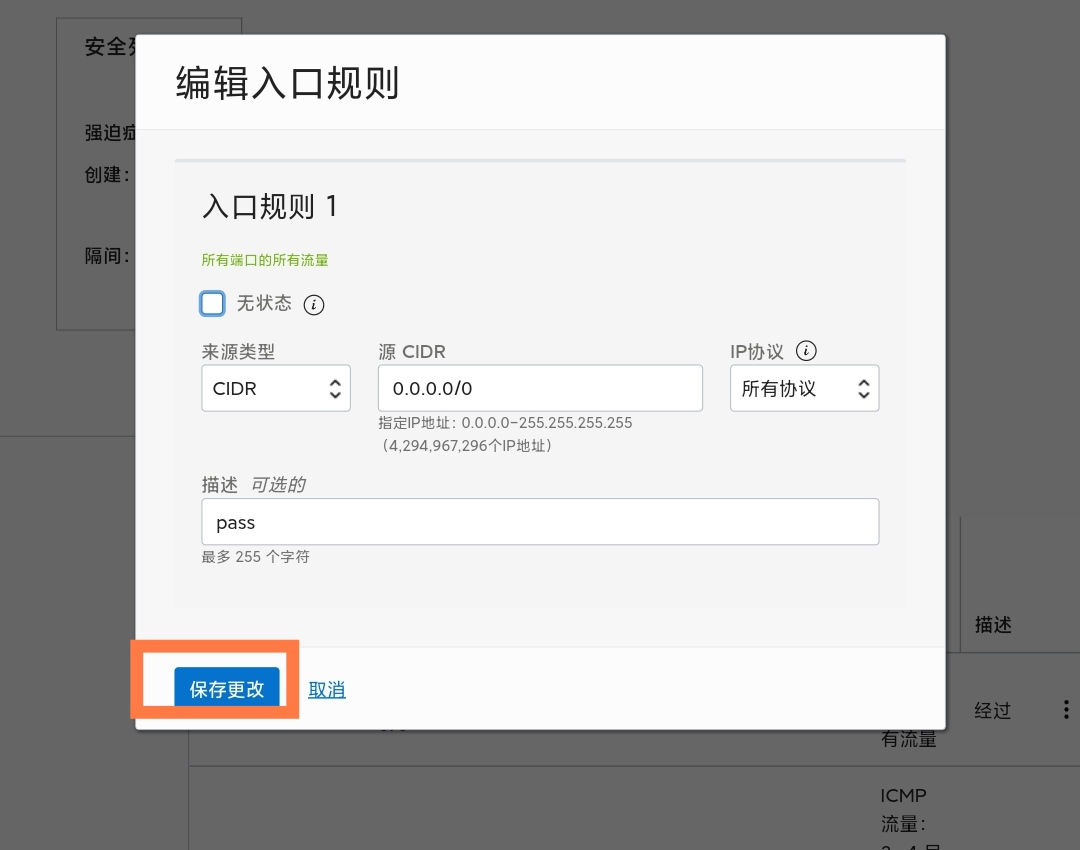 安全
编辑入口规则
强迫症
创建：
入口规则 1
隔间：
所有端口的所有流量
无状态
来源类型
源 CIDR
IP协议
CIDR
0.0.0.0/0
所有协议
指定IP地址：0.0.0.0-255.255.255.255
（4,294,967,296个IP地址）
描述 可选的
pass
最多 255 个字符
描述
保存更改
取消
经过
有流量
ICMP
流量：